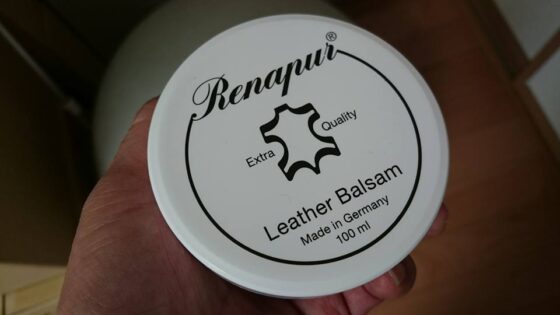 Renapur®
Extra Quality
Leather Balsam
Made in Germany
100 ml